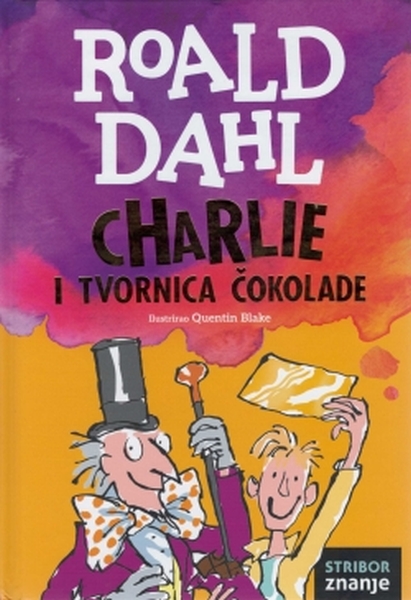 ROALD
DAHL
CHARLIE
I TVORNICA ČOKOLADE
Ilustrirao Quentin Blake
STRIBOR
znanje